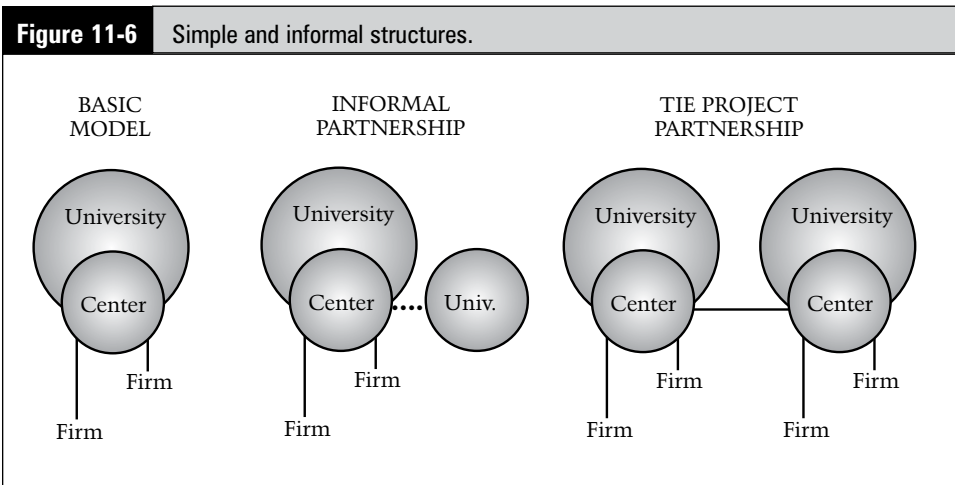 Figure 11-6 Simple and informal structures.
BASIC
MODEL
University
Center
Firm
Firm
INFORMAL
PARTNERSHIP
University
Center
Univ.
Firm
Firm
TIE PROJECT
PARTNERSHIP
University
University
Center
Center
Firm
Firm
Firm
Firm